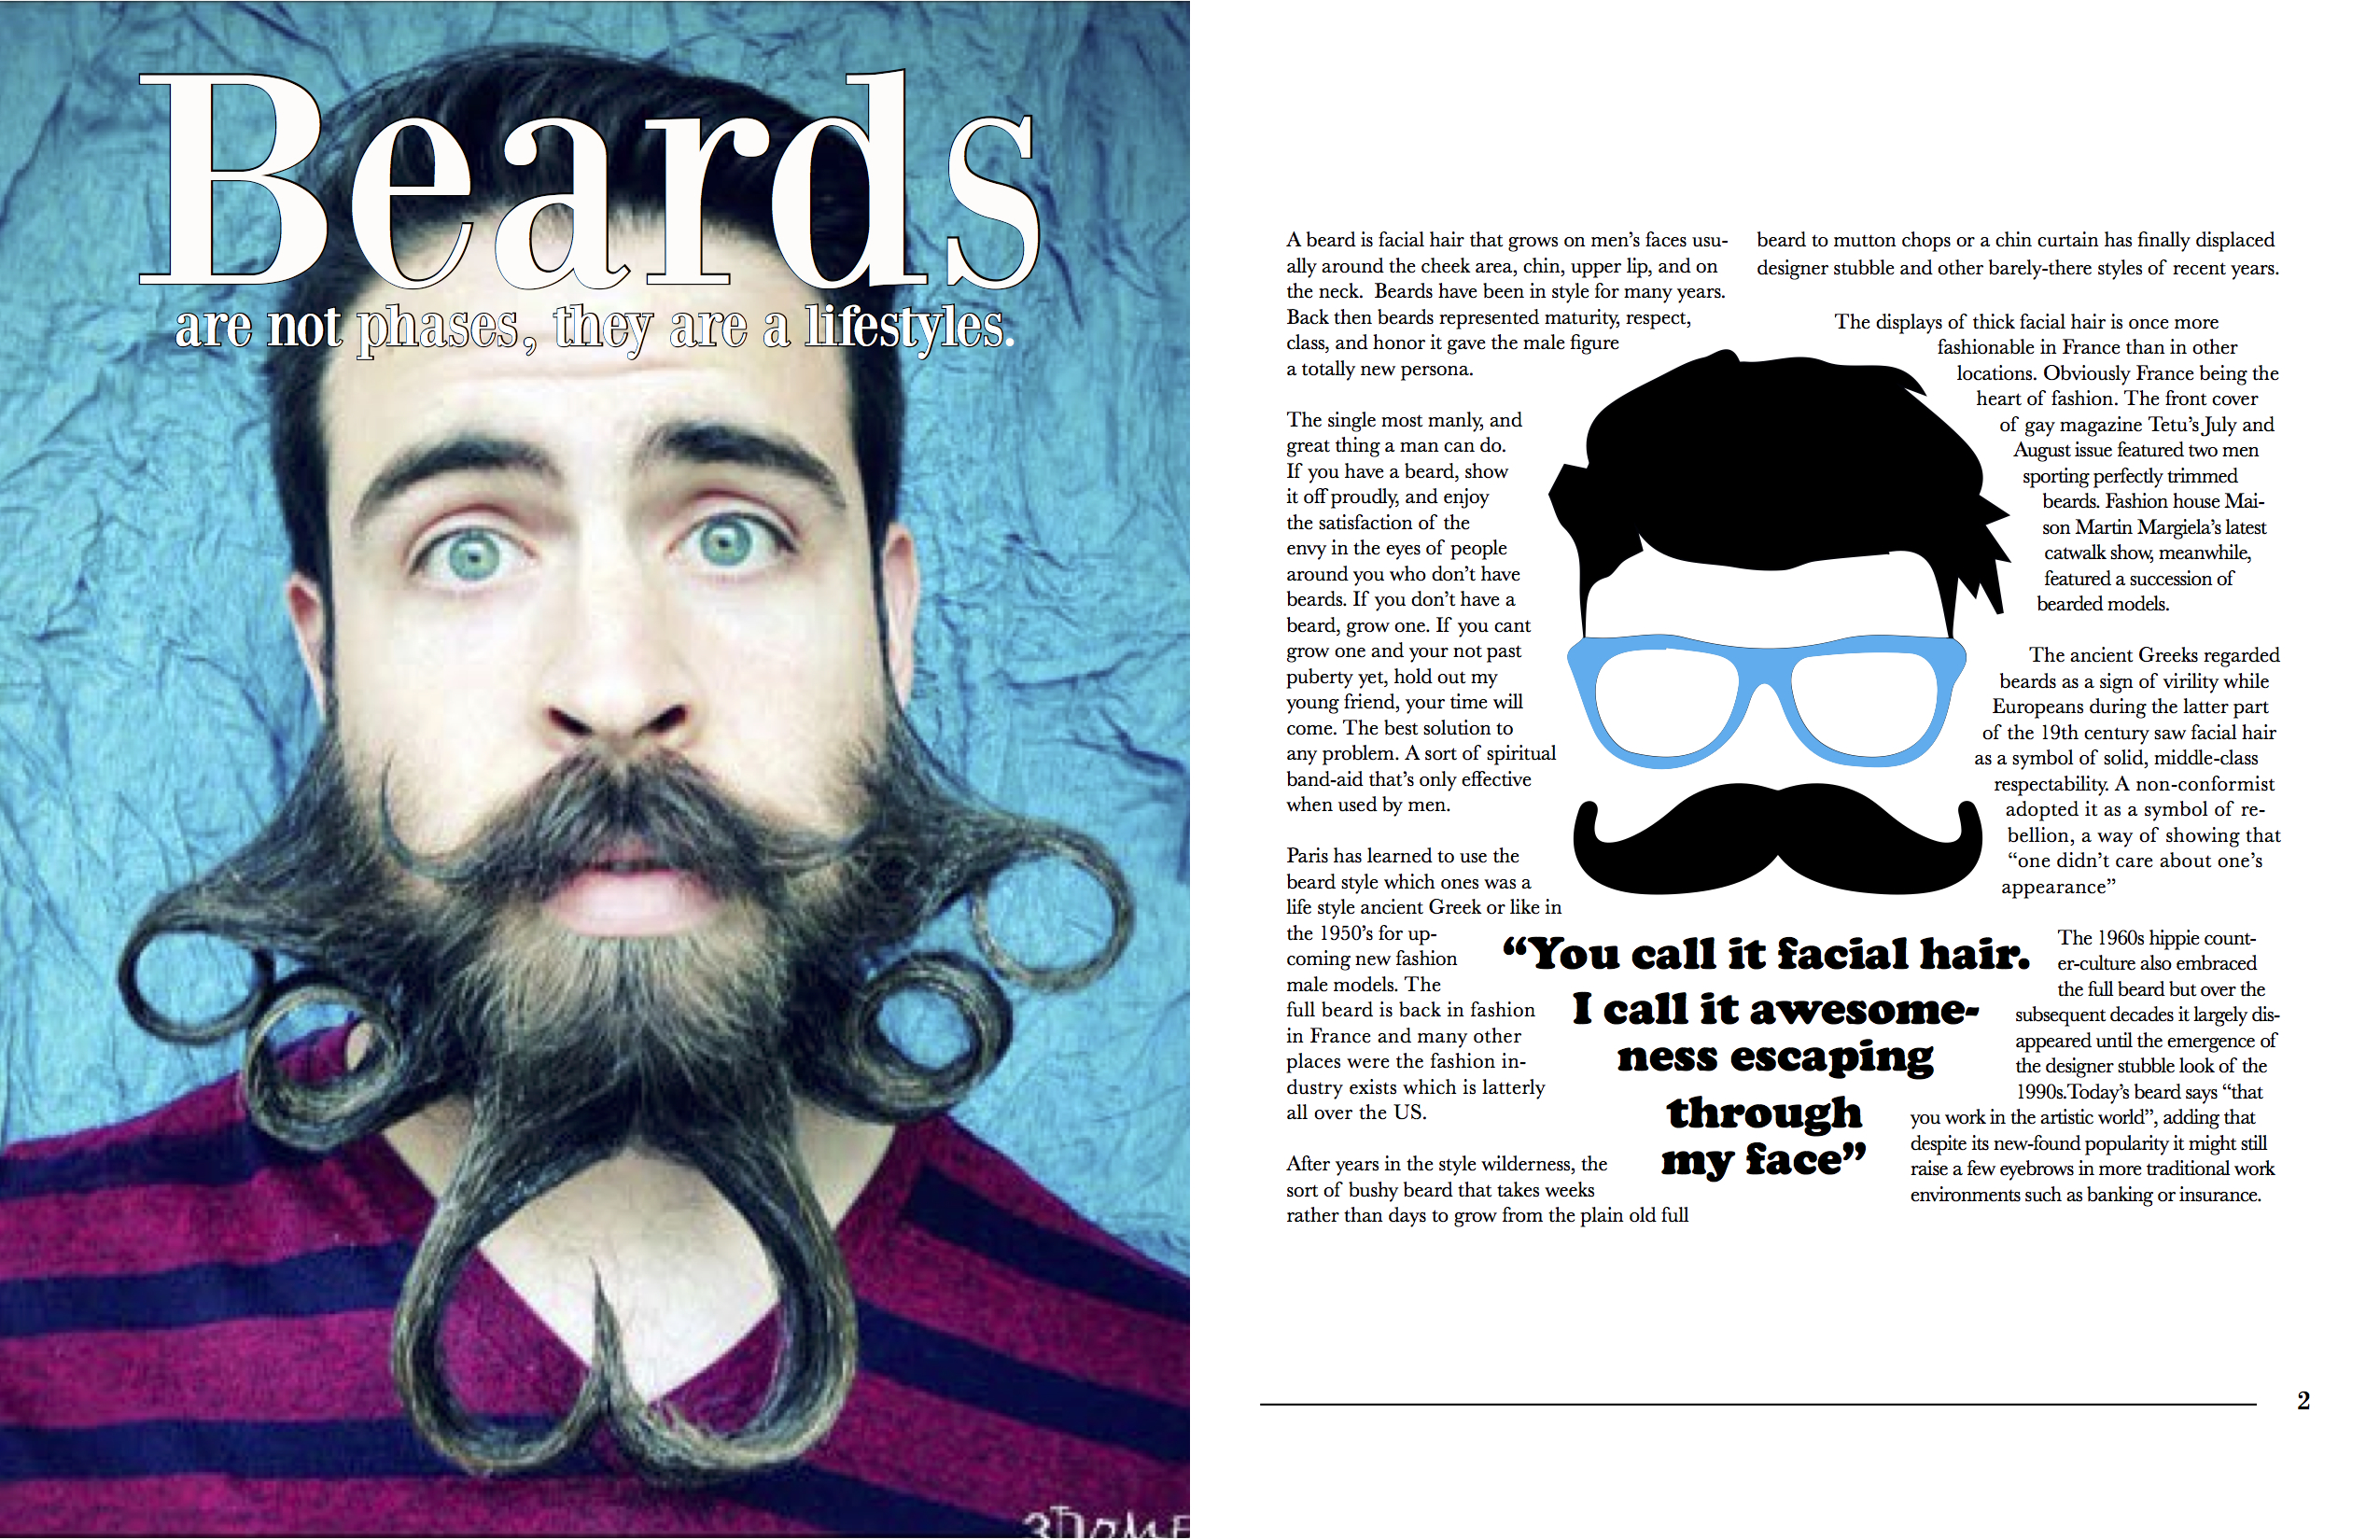 Beards
are not phases, they are a lifestyles.
A beard is facial hair that grows on men’s faces usu-
ally around the cheek area, chin, upper lip, and on
the neck.  Beards have been in style for many years.
Back then beards represented maturity, respect,
class, and honor it gave the male figure
a totally new persona.
The single most manly, and
great thing a man can do.
If you have a beard, show
it off proudly, and enjoy
the satisfaction of the
envy in the eyes of people
around you who don’t have
beards. If you don’t have a
beard, grow one. If you cant
grow one and your not past
puberty yet, hold out my
young friend, your time will
come. The best solution to
any problem. A sort of spiritual
band-aid that’s only effective
when used by men.
Paris has learned to use the
beard style which ones was a
life style ancient Greek or like in
the 1950’s for up-
coming new fashion
male models. The
full beard is back in fashion
in France and many other
places were the fashion in-
dustry exists which is latterly
all over the US.
After years in the style wilderness, the
sort of bushy beard that takes weeks
rather than days to grow from the plain old full
beard to mutton chops or a chin curtain has finally displaced
designer stubble and other barely-there styles of recent years.
The displays of thick facial hair is once more
fashionable in France than in other
locations. Obviously France being the
heart of fashion. The front cover
of gay magazine Tetu’s July and
August issue featured two men
sporting perfectly trimmed
beards. Fashion house Mai-
son Martin Margiela’s latest
catwalk show, meanwhile,
featured a succession of
bearded models.
The ancient Greeks regarded
beards as a sign of virility while
Europeans during the latter part
of the 19th century saw facial hair
as a symbol of solid, middle-class
respectability. A non-conformist
adopted it as a symbol of re-
bellion, a way of showing that
“one didn’t care about one’s
appearance”
The 1960s hippie count-
er-culture also embraced
the full beard but over the
subsequent decades it largely dis-
appeared until the emergence of
the designer stubble look of the
1990s.Today’s beard says “that
you work in the artistic world”, adding that
despite its new-found popularity it might still
raise a few eyebrows in more traditional work
environments such as banking or insurance.
“You call it facial hair.
I call it awesome-
ness escaping
through
my face”
2